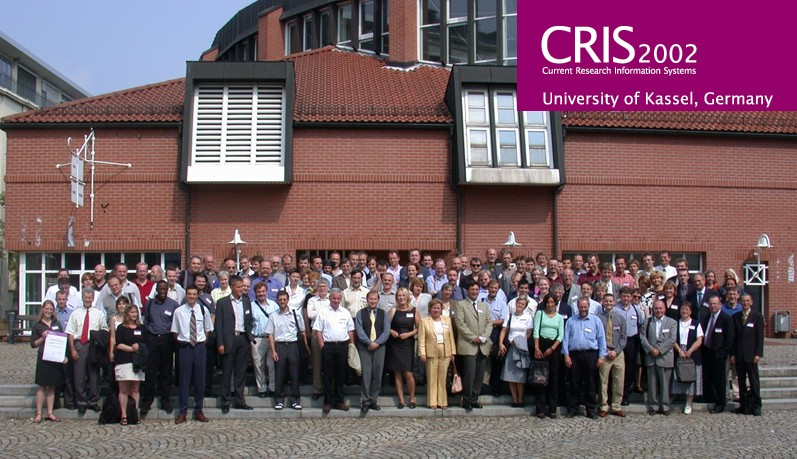 CRIS2002
Current Research Information Systems
University of Kassel, Germany